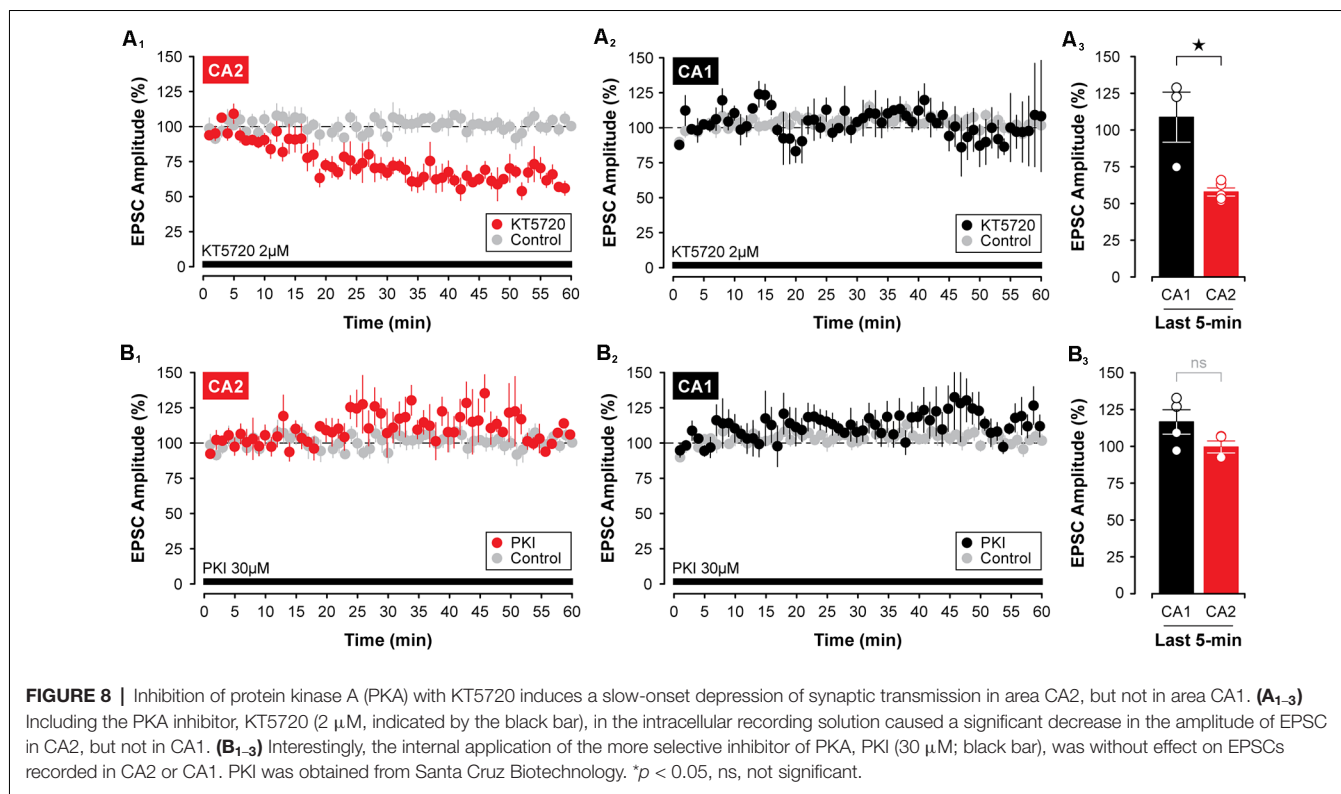 A1
CA2
EPSC Amplitude (%)
150
125
100
75
50
25
0
KT5720
Control
KT5720 2µM
0 5 10 15 20 25 30 35 40 45 50 55 60
Time (min)
A2
CA1
EPSC Amplitude (%)
150
125
100
75
50
25
0
KT5720
Control
KT5720 2µM
0 5 10 15 20 25 30 35 40 45 50 55 60
Time (min)
A3
★
EPSC Amplitude (%)
150
125
100
75
50
25
0
CA1 CA2
Last 5-min
B1
CA2
EPSC Amplitude (%)
150
125
100
75
50
25
0
PKI
Control
PKI 30µM
0 5 10 15 20 25 30 35 40 45 50 55 60
Time (min)
B2
CA1
EPSC Amplitude (%)
150
125
100
75
50
25
0
PKI
Control
PKI 30µM
0 5 10 15 20 25 30 35 40 45 50 55 60
Time (min)
B3
ns
EPSC Amplitude (%)
150
125
100
75
50
25
0
CA1 CA2
Last 5-min
FIGURE 8 | Inhibition of protein kinase A (PKA) with KT5720 induces a slow-onset depression of synaptic transmission in area CA2, but not in area CA1. (A1–3)
Including the PKA inhibitor, KT5720 (2 µM, indicated by the black bar), in the intracellular recording solution caused a significant decrease in the amplitude of EPSC
in CA2, but not in CA1. (B1–3) Interestingly, the internal application of the more selective inhibitor of PKA, PKI (30 µM; black bar), was without effect on EPSCs
recorded in CA2 or CA1. PKI was obtained from Santa Cruz Biotechnology. *p < 0.05, ns, not significant.